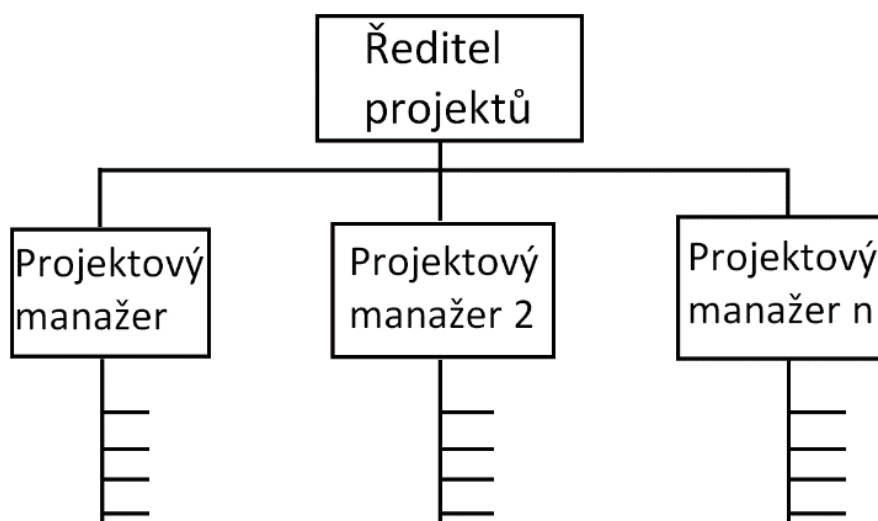 Ředitel
projektů
Projektový
manažer
Projektový
manažer 2
Projektový
manažer n